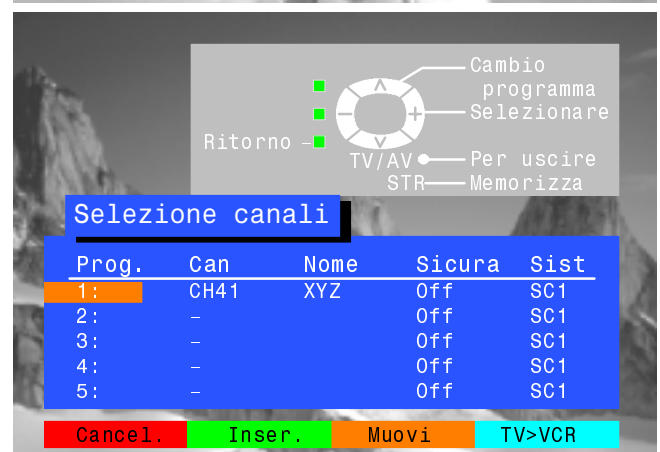 Cambio
programma
Selezionare
Ritorno
TV/AV Per uscire
STR Memorizza
Selezione canali
Prog. Can Nome Sicura Sist
1: CH41 XYZ Off SC1
2: – Off SC1
3: – Off SC1
4: – Off SC1
5: – Off SC1
Cancel. Inser. Muovi TV>VCR